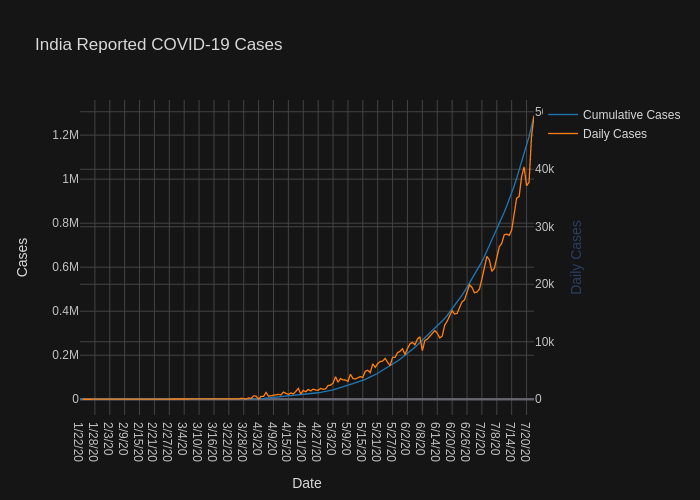 India Reported COVID-19 Cases
Cumulative Cases
Daily Cases
1.2M
1M
0.8M
0.6M
0.4M
0.2M
0
Cases
40k
30k
20k
10k
0
Daily Cases
1/22/20
1/28/20
2/3/20
2/9/20
2/15/20
2/21/20
2/27/20
3/4/20
3/10/20
3/16/20
3/22/20
3/28/20
4/3/20
4/9/20
4/15/20
4/21/20
4/27/20
5/3/20
5/9/20
5/15/20
5/21/20
5/27/20
6/2/20
6/8/20
6/14/20
6/20/20
6/26/20
7/2/20
7/8/20
7/14/20
7/20/20
Date